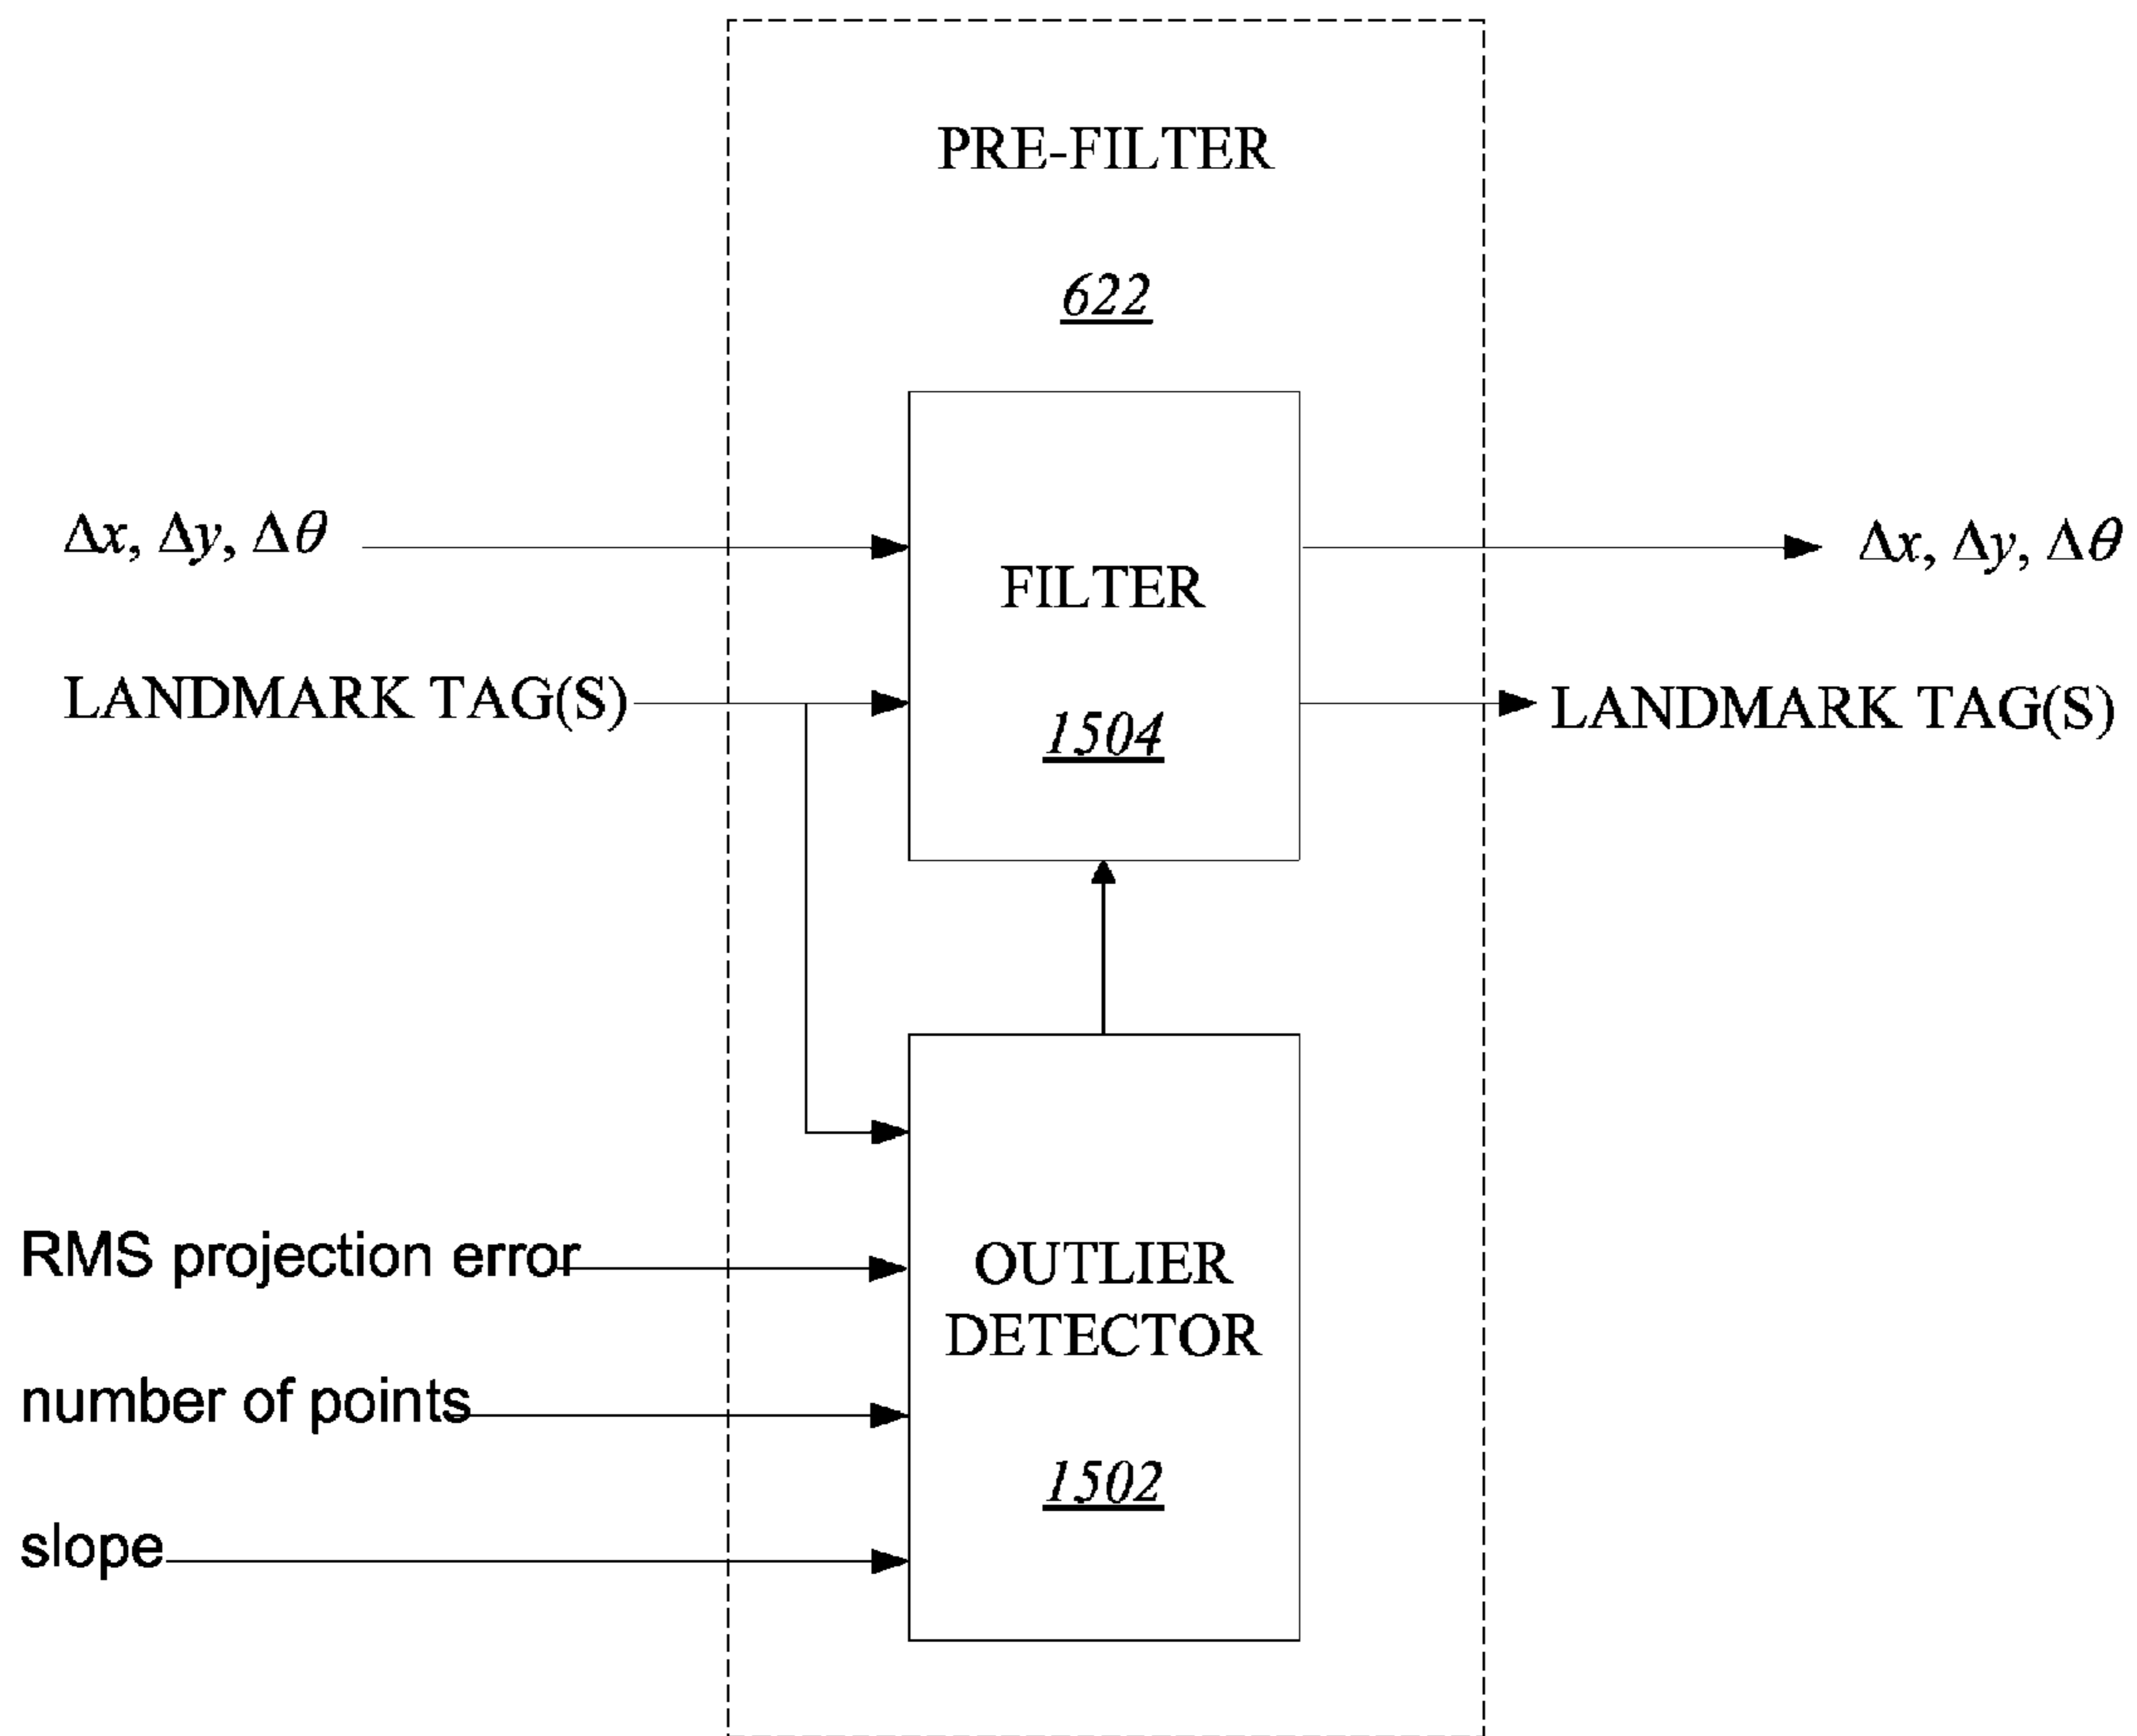 PRE-FILTER
622
Δx, Δy, Δθ
FILTER
Δx, Δy, Δθ
LANDMARK TAG(S)
1504
LANDMARK TAG(S)
RMS projection error
OUTLIER
DETECTOR
number of points
1502
slope